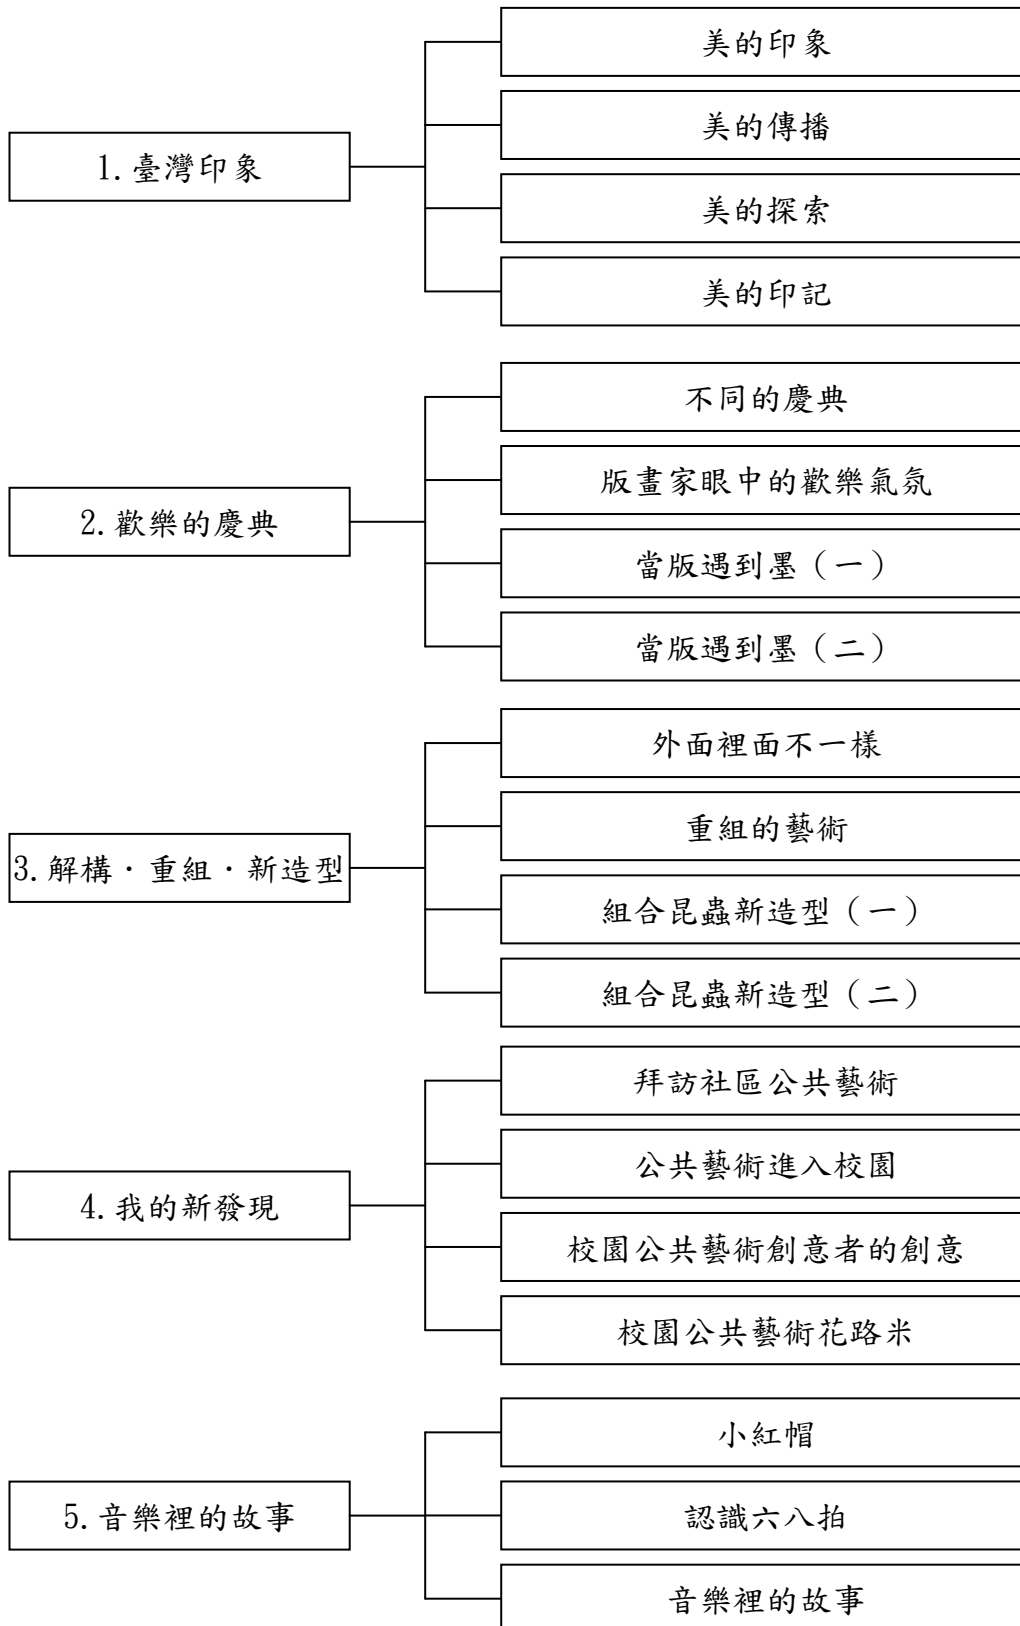 1.臺灣印象
美的印象
美的傳播
美的探索
美的印記
2.歡樂的慶典
不同的慶典
版畫家眼中的歡樂氣氛
當版遇到墨（一）
當版遇到墨（二）
3.解構．重組．新造型
外面裡面不一樣
重組的藝術
組合昆蟲新造型（一）
組合昆蟲新造型（二）
4.我的新發現
拜訪社區公共藝術
公共藝術進入校園
校園公共藝術創意者的創意
校園公共藝術花路米
5.音樂裡的故事
小紅帽
認識六八拍
音樂裡的故事